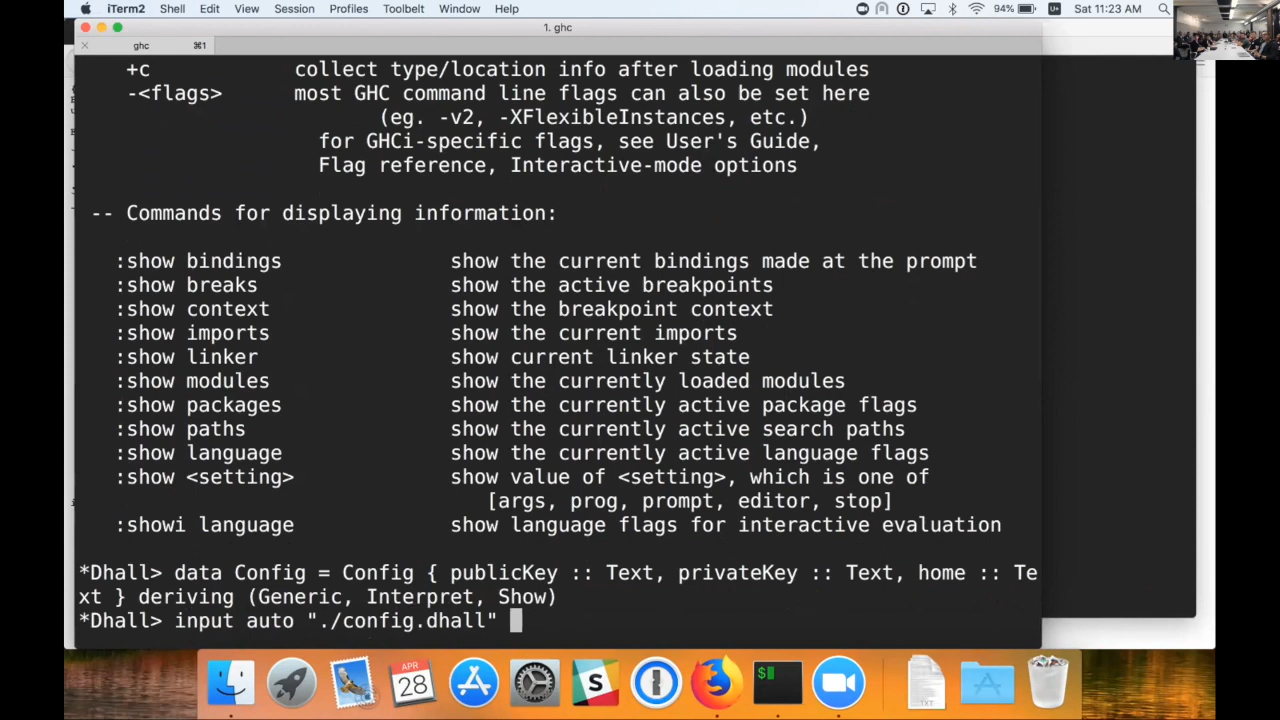 iTerm2 Shell Edit View Session Profiles Toolbelt Window Help 94% U+ Sat 11:23 AM
1. ghc
ghc ⌘1
+c collect type/location info after loading modules
-<flags> most GHC command line flags can also be set here
(eg. -v2, -XFlexibleInstances, etc.)
for GHCi-specific flags, see User's Guide,
Flag reference, Interactive-mode options
-- Commands for displaying information:
:show bindings show the current bindings made at the prompt
:show breaks show the active breakpoints
:show context show the breakpoint context
:show imports show the current imports
:show linker show current linker state
:show modules show the currently loaded modules
:show packages show the currently active package flags
:show paths show the currently active search paths
:show language show the currently active language flags
:show <setting> show value of <setting>, which is one of
[args, prog, prompt, editor, stop]
:showi language show language flags for interactive evaluation
*Dhall> data Config = Config { publicKey :: Text, privateKey :: Text, home :: Te
xt } deriving (Generic, Interpret, Show)
*Dhall> input auto "./config.dhall"
APR
28
S
$
TXT